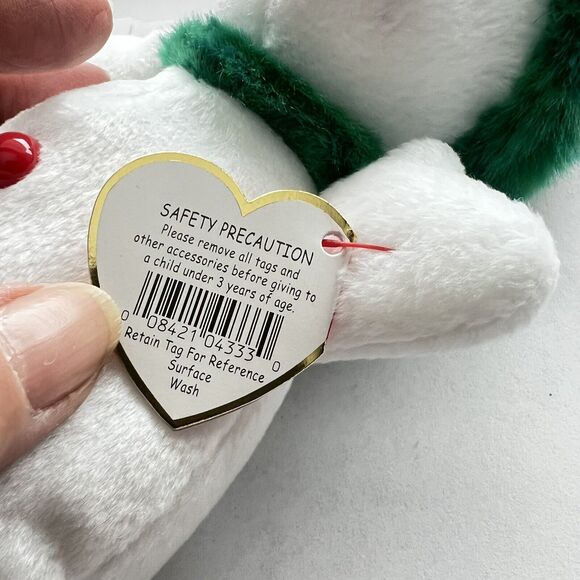 SAFETY PRECAUTION
Please remove all tags and
other accessories before giving to
a child under 3 years of age.
0 08421 04333 0
Retain Tag For Reference
Surface
Wash